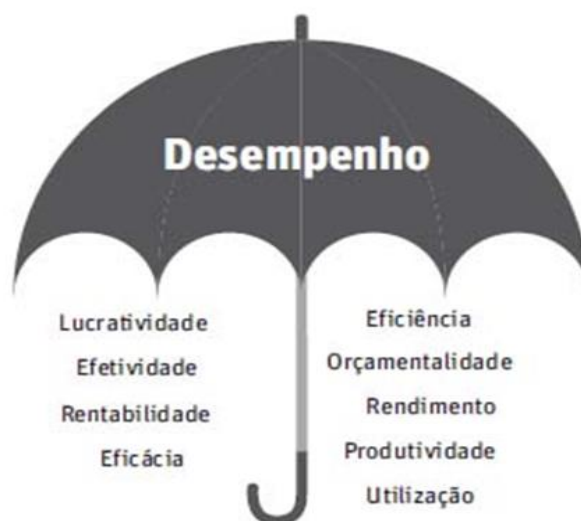 Desempenho
Lucratividade
Efetividade
Rentabilidade
Eficácia
Eficiência
Orçamentalidade
Rendimento
Produtividade
Utilização